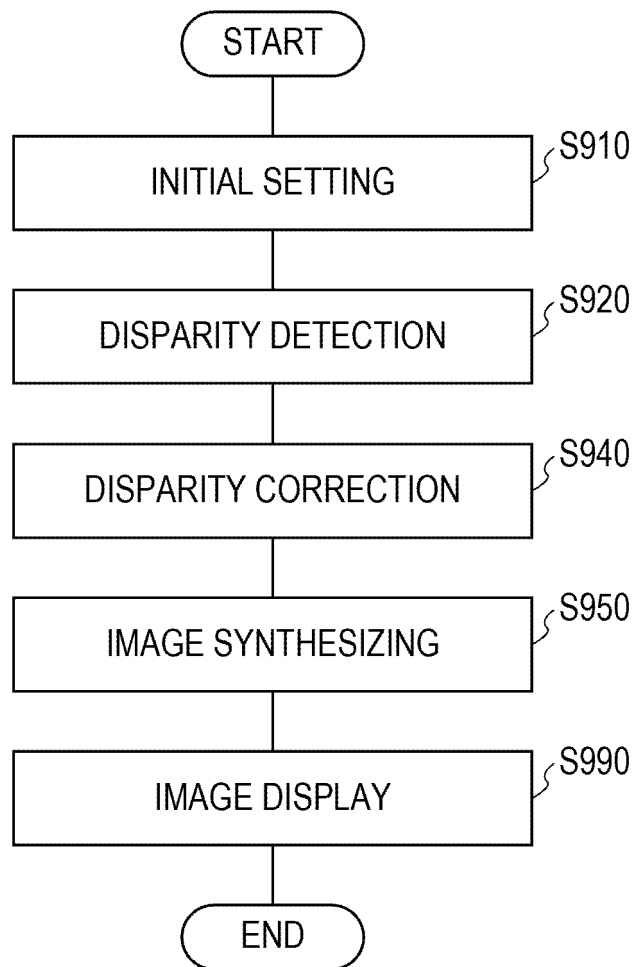 START
S910
INITIAL SETTING
S920
DISPARITY DETECTION
S940
DISPARITY CORRECTION
S950
IMAGE SYNTHESIZING
S990
IMAGE DISPLAY
END